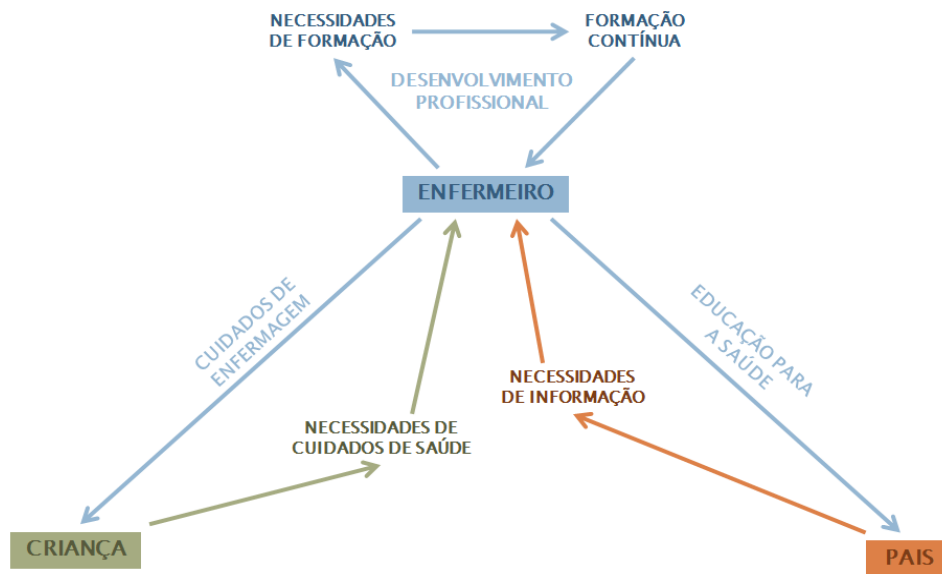 NECESSIDADES
DE FORMAÇÃO
FORMAÇÃO
CONTÍNUA
DESENVOLVIMENTO
PROFISSIONAL
ENFERMEIRO
CUIDADOS DE
ENFERMAGEM
EDUCAÇÃO PARA
A SAÚDE
NECESSIDADES
DE INFORMAÇÃO
NECESSIDADES DE
CUIDADOS DE SAÚDE
CRIANÇA
PAIS